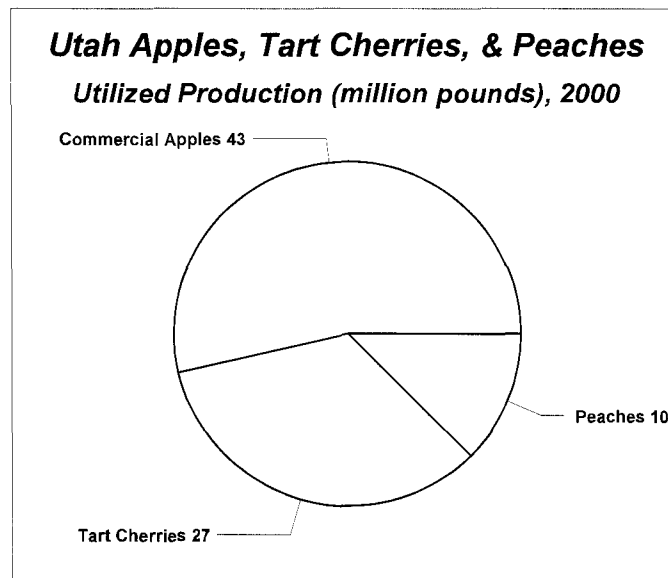 Utah Apples, Tart Cherries, & Peaches
Utilized Production (million pounds), 2000
Commercial Apples 43
Peaches 10
Tart Cherries 27